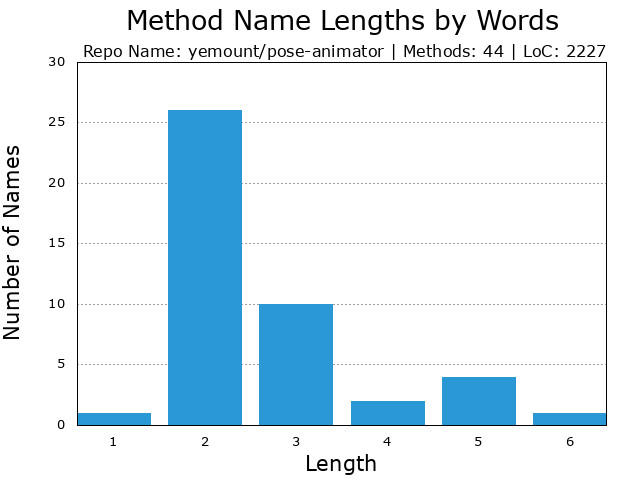 Method Name Lengths by Words
Repo Name: yemount/pose-animator | Methods: 44 | LoC: 2227
Number of Names
30
25
20
15
10
5
0
1 2 3 4 5 6
Length